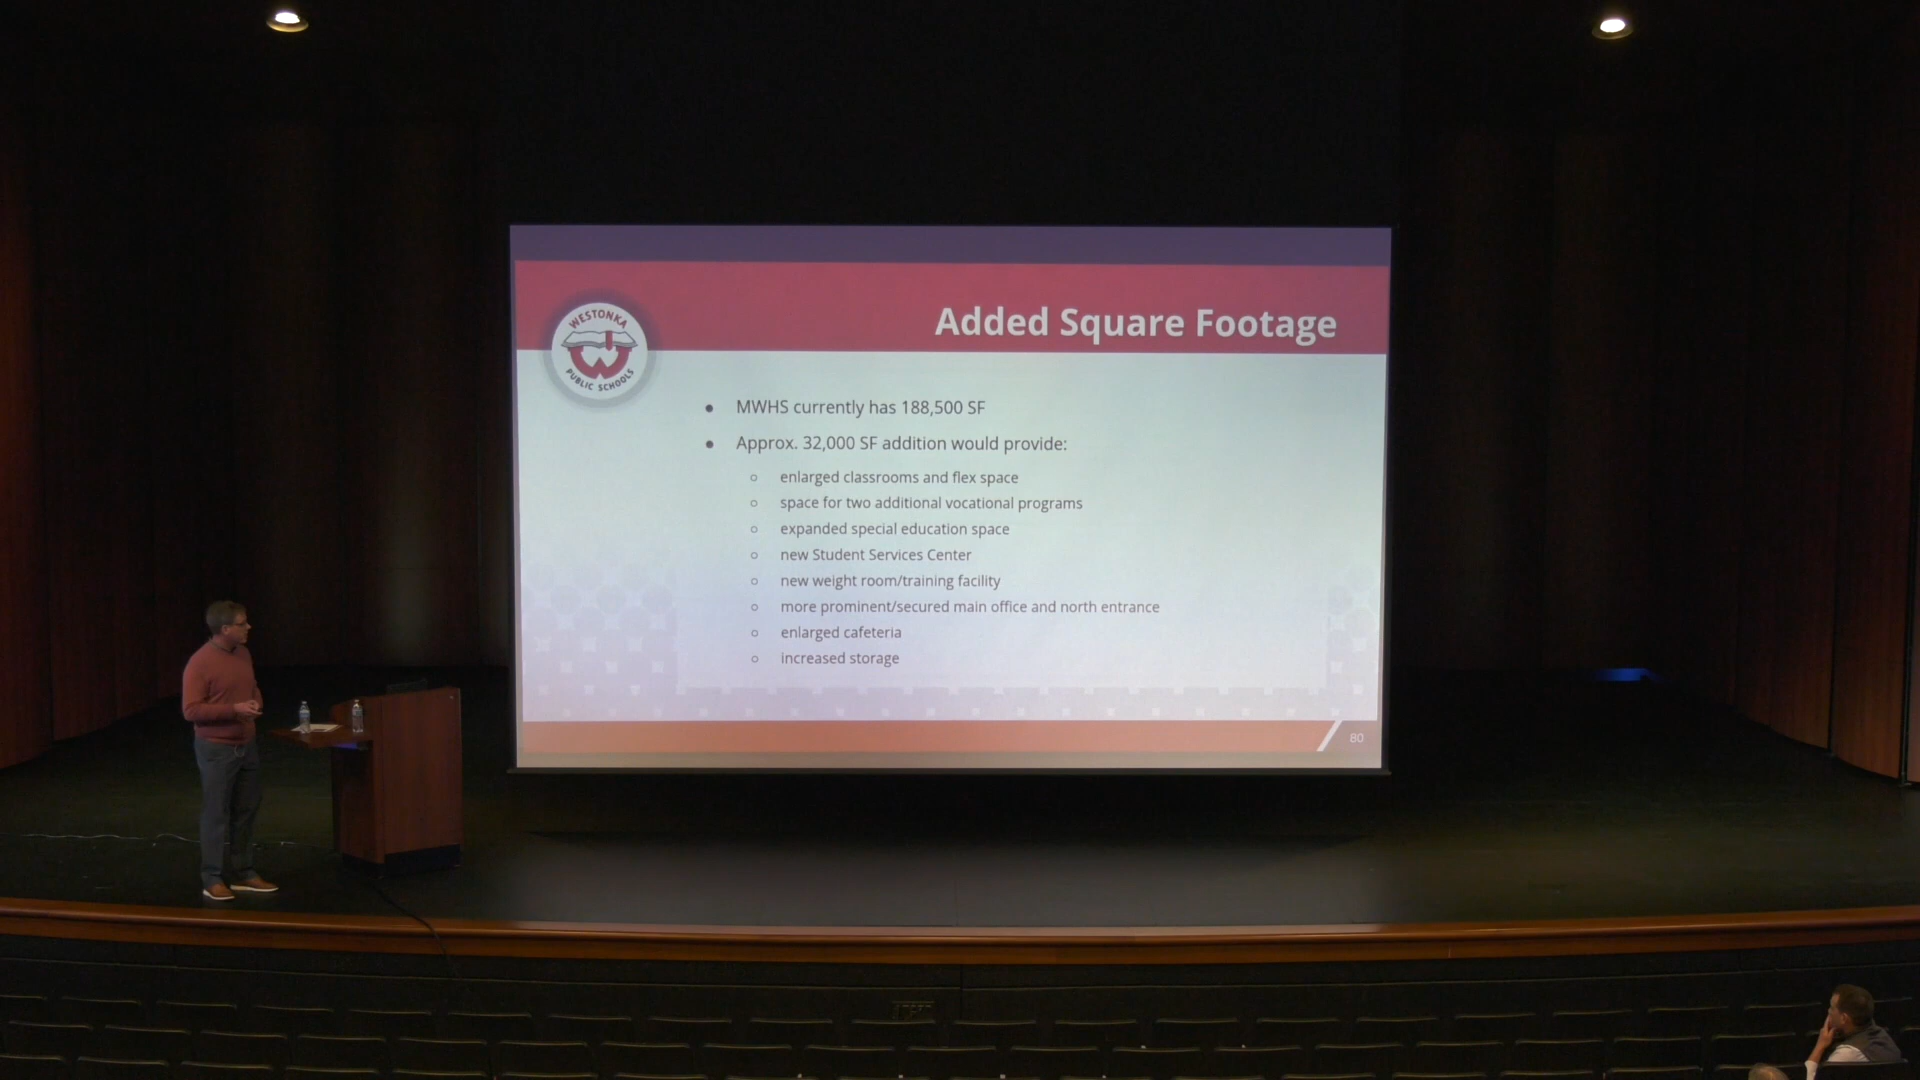 WESTONKA
W
PUBLIC SCHOOLS
Added Square Footage
MWHS currently has 188,500 SF
Approx. 32,000 SF addition would provide:
enlarged classrooms and flex space
space for two additional vocational programs
expanded special education space
new Student Services Center
new weight room/training facility
more prominent/secured main office and north entrance
enlarged cafeteria
increased storage
80